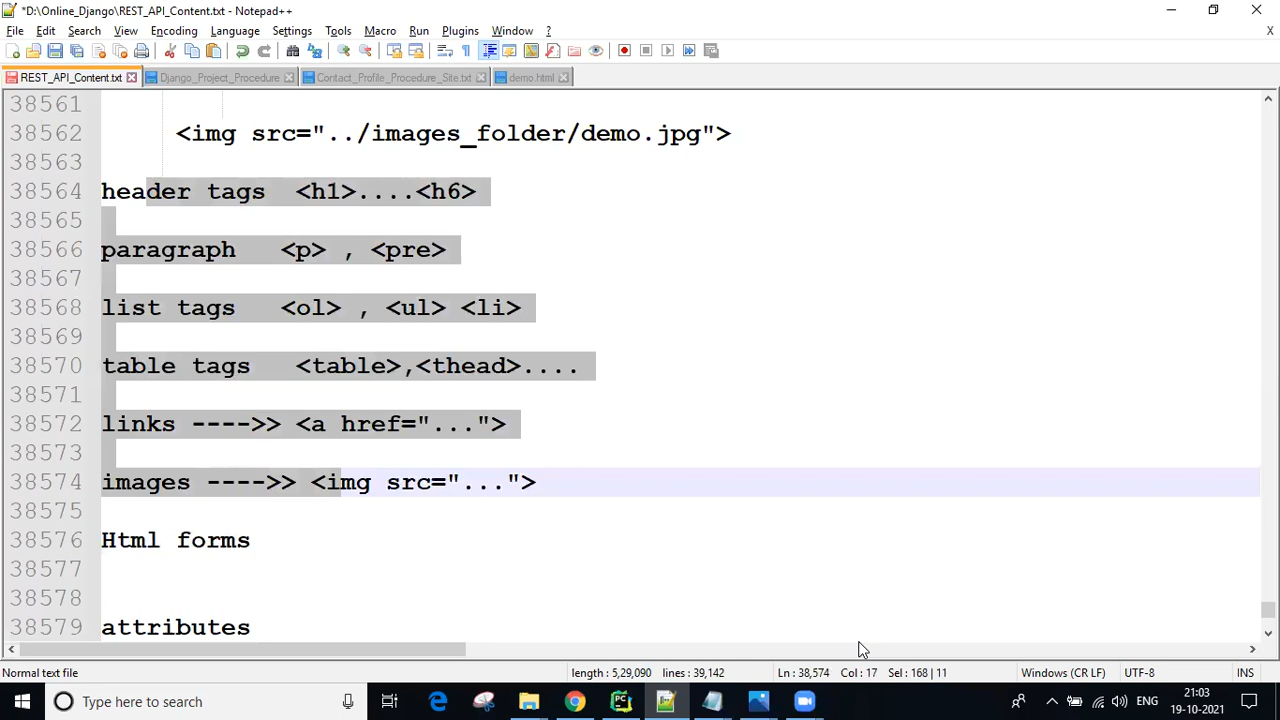 *D:\Online_Django\REST_API_Content.txt - Notepad++
File Edit Search View Encoding Language Settings Tools Macro Run Plugins Window ? X
REST_API_Content.txt Django_Project_Procedure Contact_Profile_Procedure_Site.txt demo.html
38561
38562 <img src="../images_folder/demo.jpg">
38563
38564 header tags <h1>....<h6>
38565
38566 paragraph <p> , <pre>
38567
38568 list tags <ol> , <ul> <li>
38569
38570 table tags <table>,<thead>....
38571
38572 links ---->> <a href="...">
38573
38574 images ---->> <img src="...">
38575
38576 Html forms
38577
38578
38579 attributes
Normal text file length : 5,29,090 lines : 39,142 Ln : 38,574 Col : 17 Sel : 168 | 11 Windows (CR LF) UTF-8 INS
Type here to search ENG 21:03
19-10-2021